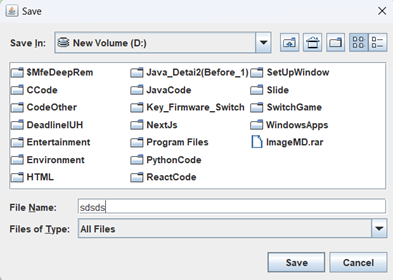 Save
Save In: New Volume (D:)
$MfeDeepRem
CCode
CodeOther
DeadlineIUH
Entertainment
Environment
HTML
Java_Detai2(Before_1)
JavaCode
Key_Firmware_Switch
NextJs
Program Files
PythonCode
ReactCode
SetUpWindow
Slide
SwitchGame
WindowsApps
ImageMD.rar
File Name: sdsds
Files of Type: All Files
Save Cancel